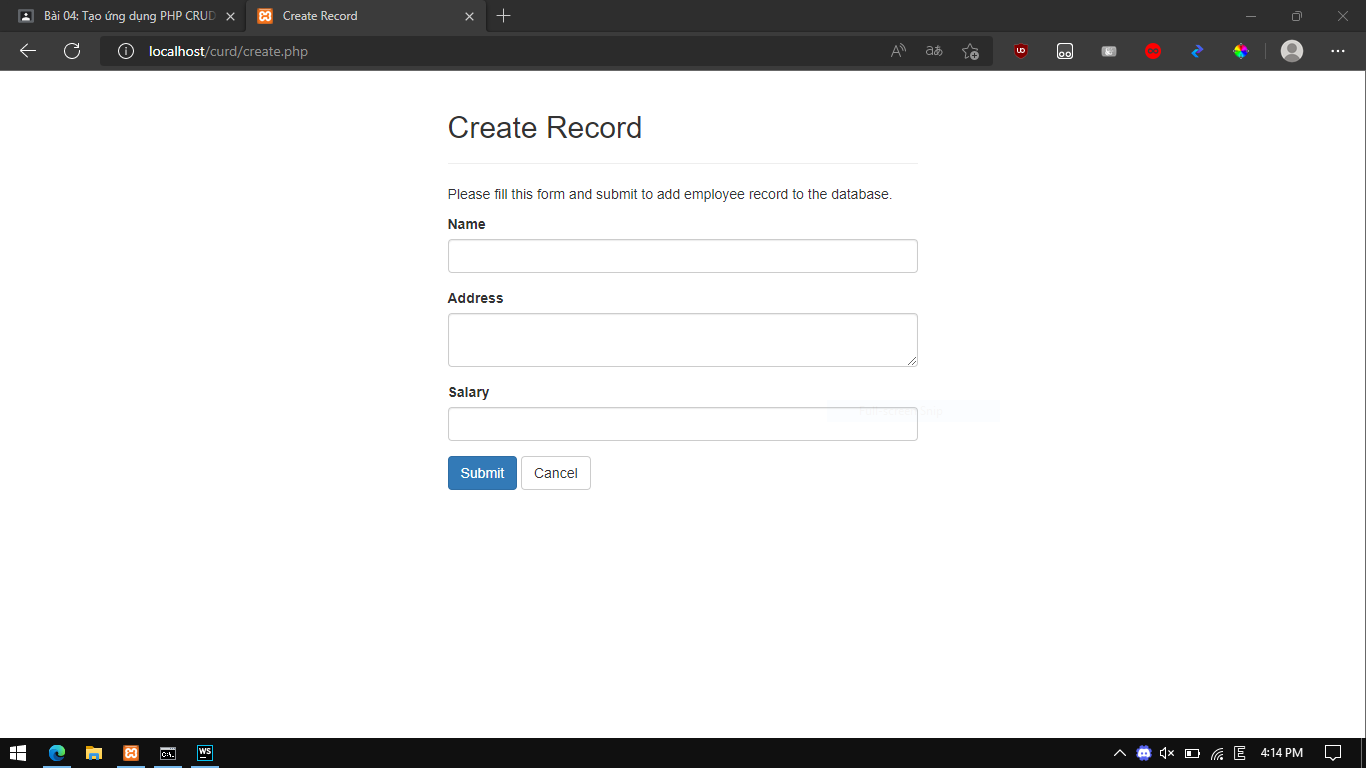 Bài 04: Tạo ứng dụng PHP CRUD
Create Record
localhost/curd/create.php
Create Record
Please fill this form and submit to add employee record to the database.
Name
Address
Salary
Submit Cancel
4:14 PM